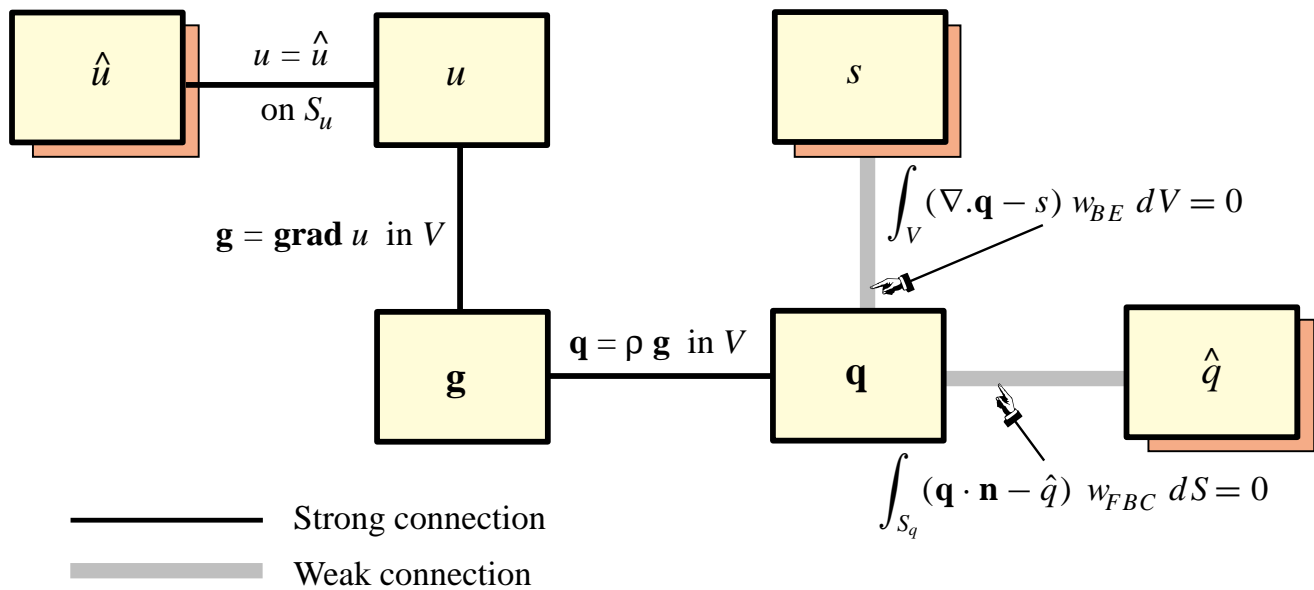 û
u = û
on S_u
u
s
∫_V (∇.q − s) w_BE dV = 0
g = grad u in V
g
q = ρ g in V
q
q̂
∫_{S_q} (q · n − q̂) w_FBC dS = 0
Strong connection
Weak connection